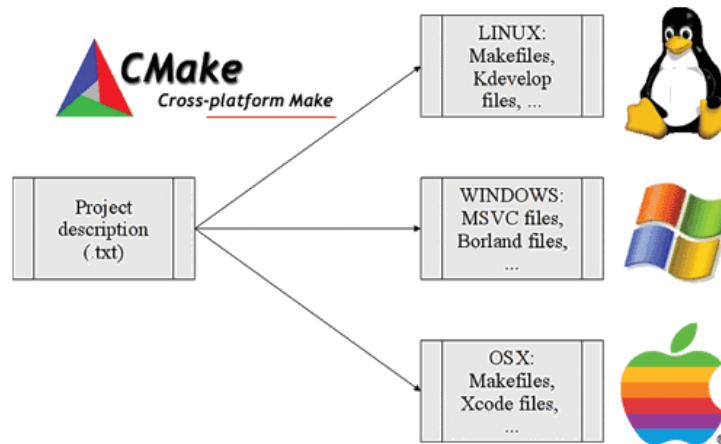 CMake
Cross-platform Make
Project
description
(.txt)
LINUX:
Makefiles,
Kdevelop
files, ...
WINDOWS:
MSVC files,
Borland files,
...
OSX:
Makefiles,
Xcode files,
...